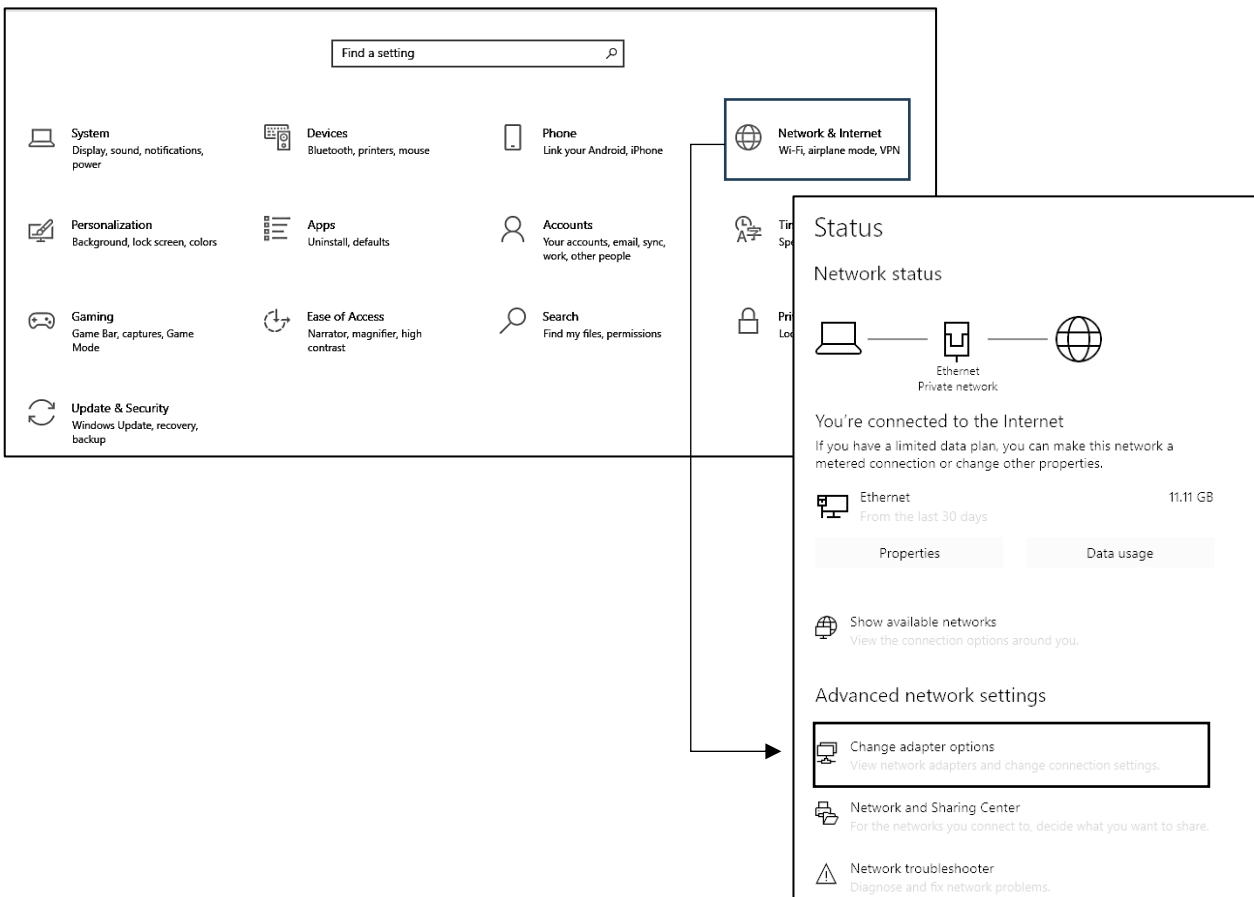 Find a setting
System
Display, sound, notifications,
power
Devices
Bluetooth, printers, mouse
Phone
Link your Android, iPhone
Network & Internet
Wi-Fi, airplane mode, VPN
Personalization
Background, lock screen, colors
Apps
Uninstall, defaults
Accounts
Your accounts, email, sync,
work, other people
Gaming
Game Bar, captures, Game
Mode
Ease of Access
Narrator, magnifier, high
contrast
Search
Find my files, permissions
Update & Security
Windows Update, recovery,
backup
Status
Network status
Ethernet
Private network
You're connected to the Internet
If you have a limited data plan, you can make this network a
metered connection or change other properties.
Ethernet 11.11 GB
From the last 30 days
Properties Data usage
Show available networks
View the connection options around you.
Advanced network settings
Change adapter options
View network adapters and change connection settings.
Network and Sharing Center
For the networks you connect to, decide what you want to share.
Network troubleshooter
Diagnose and fix network problems.